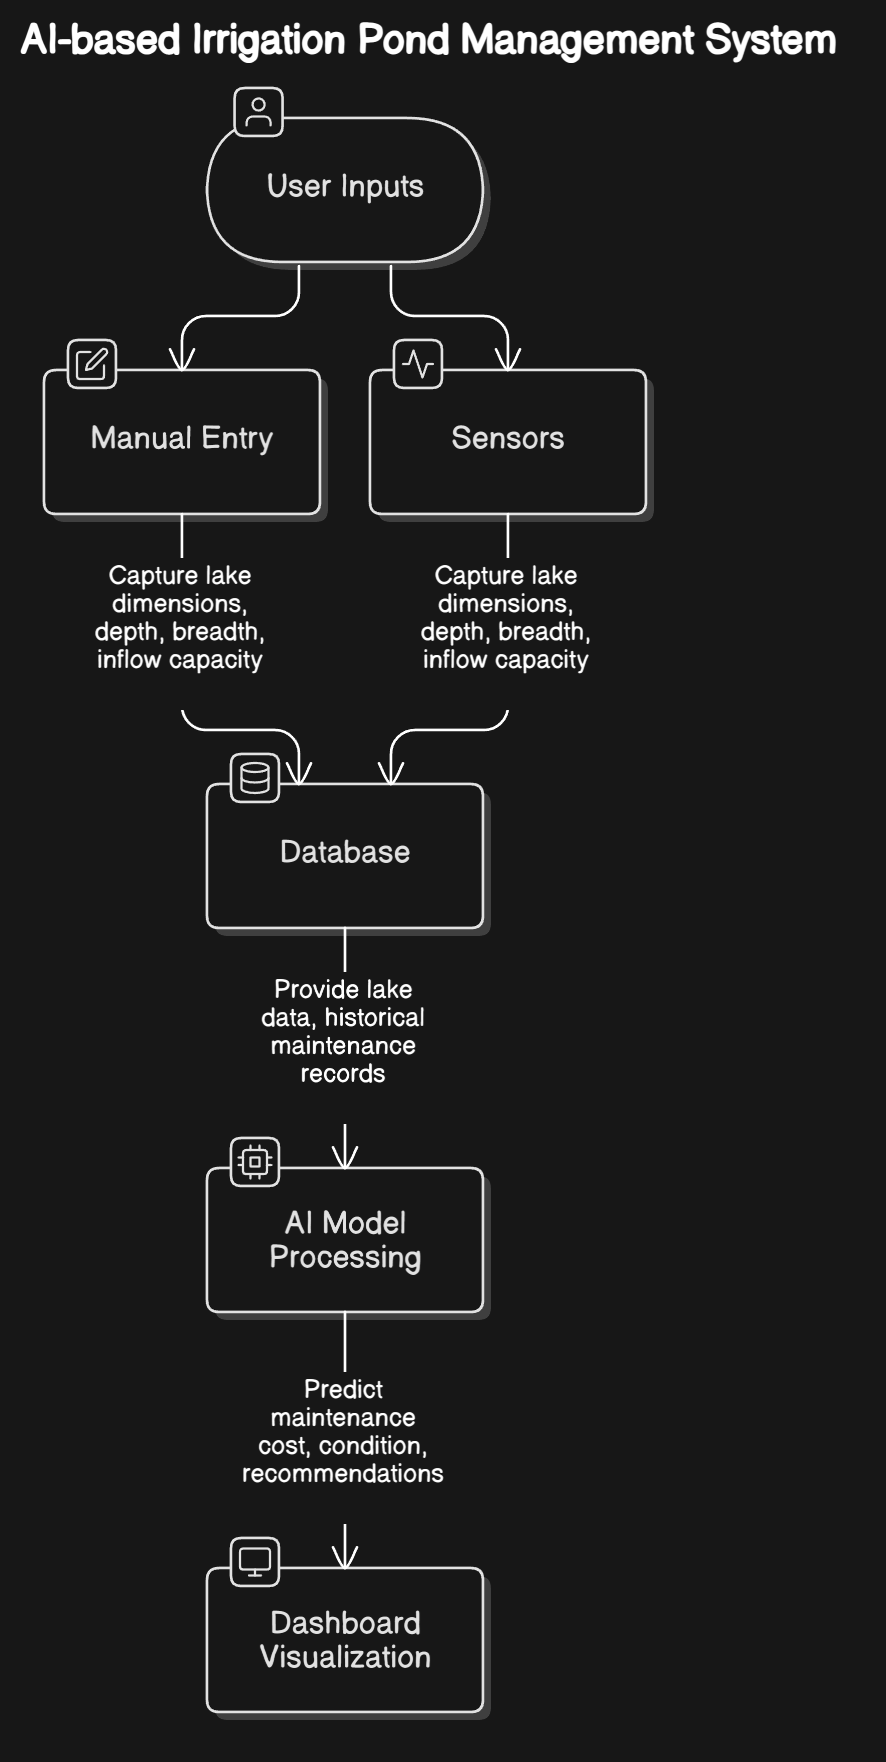 AI-based Irrigation Pond Management System
User Inputs
Manual Entry
Sensors
Capture lake
dimensions,
depth, breadth,
inflow capacity
Capture lake
dimensions,
depth, breadth,
inflow capacity
Database
Provide lake
data, historical
maintenance
records
AI Model
Processing
Predict
maintenance
cost, condition,
recommendations
Dashboard
Visualization